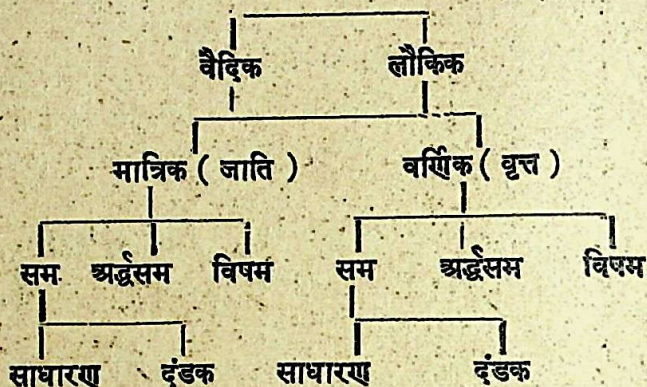 वैदिक लौकिक
मात्रिक ( जाति ) वर्णिक ( वृत्त )
सम अर्द्धसम विषम सम अर्द्धसम विषम
साधारण दंडक साधारण दंडक